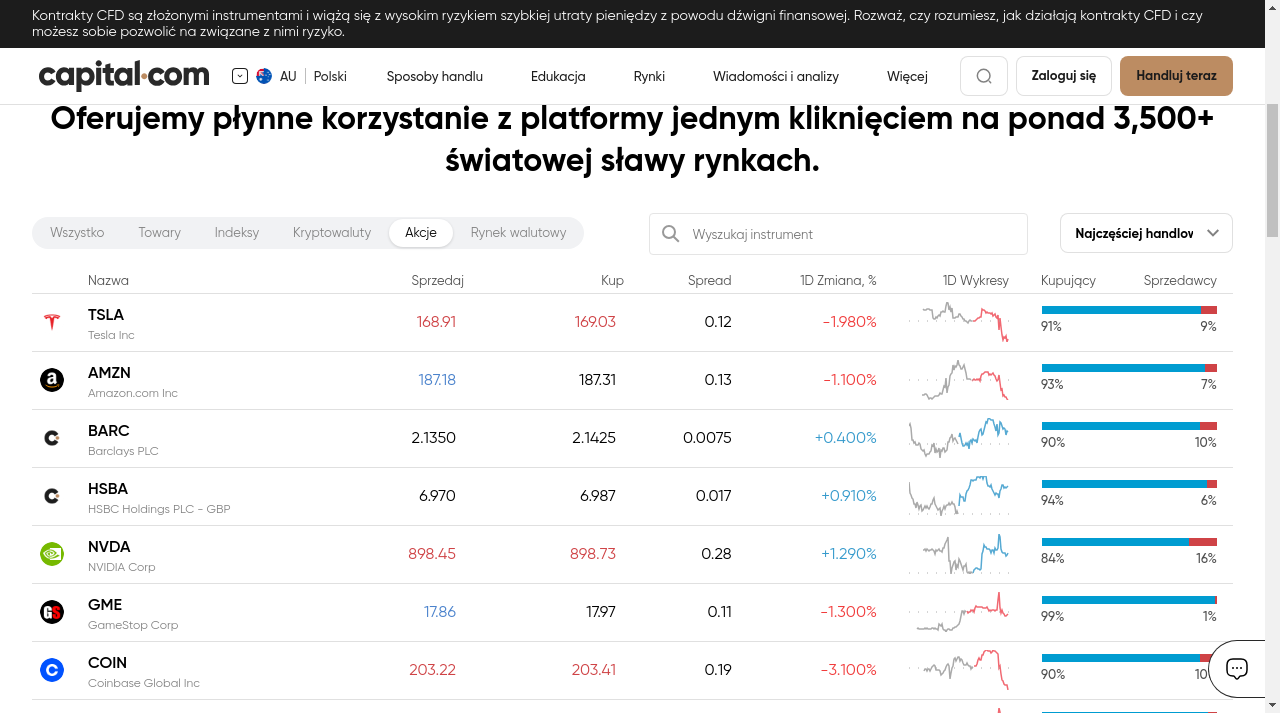 Kontrakty CFD są złożonymi instrumentami i wiążą się z wysokim ryzykiem szybkiej utraty pieniędzy z powodu dźwigni finansowej. Rozważ, czy rozumiesz, jak działają kontrakty CFD i czy
możesz sobie pozwolić na związane z nimi ryzyko.
capital.com AU Polski Sposoby handlu Edukacja Rynki Wiadomości i analizy Więcej Zaloguj się Handluj teraz
Oferujemy płynne korzystanie z platformy jednym kliknięciem na ponad 3,500+
światowej sławy rynkach.
Wszystko Towary Indeksy Kryptowaluty Akcje Rynek walutowy Wyszukaj instrument Najczęściej handlow
Nazwa Sprzedaj Kup Spread 1D Zmiana, % 1D Wykresy Kupujący Sprzedawcy
TSLA 168.91 169.03 0.12 -1.980% 91% 9%
Tesla Inc
AMZN 187.18 187.31 0.13 -1.100% 93% 7%
Amazon.com Inc
BARC 2.1350 2.1425 0.0075 +0.400% 90% 10%
Barclays PLC
HSBA 6.970 6.987 0.017 +0.910% 94% 6%
HSBC Holdings PLC - GBP
NVDA 898.45 898.73 0.28 +1.290% 84% 16%
NVIDIA Corp
GME 17.86 17.97 0.11 -1.300% 99% 1%
GameStop Corp
COIN 203.22 203.41 0.19 -3.100% 90% 10
Coinbase Global Inc